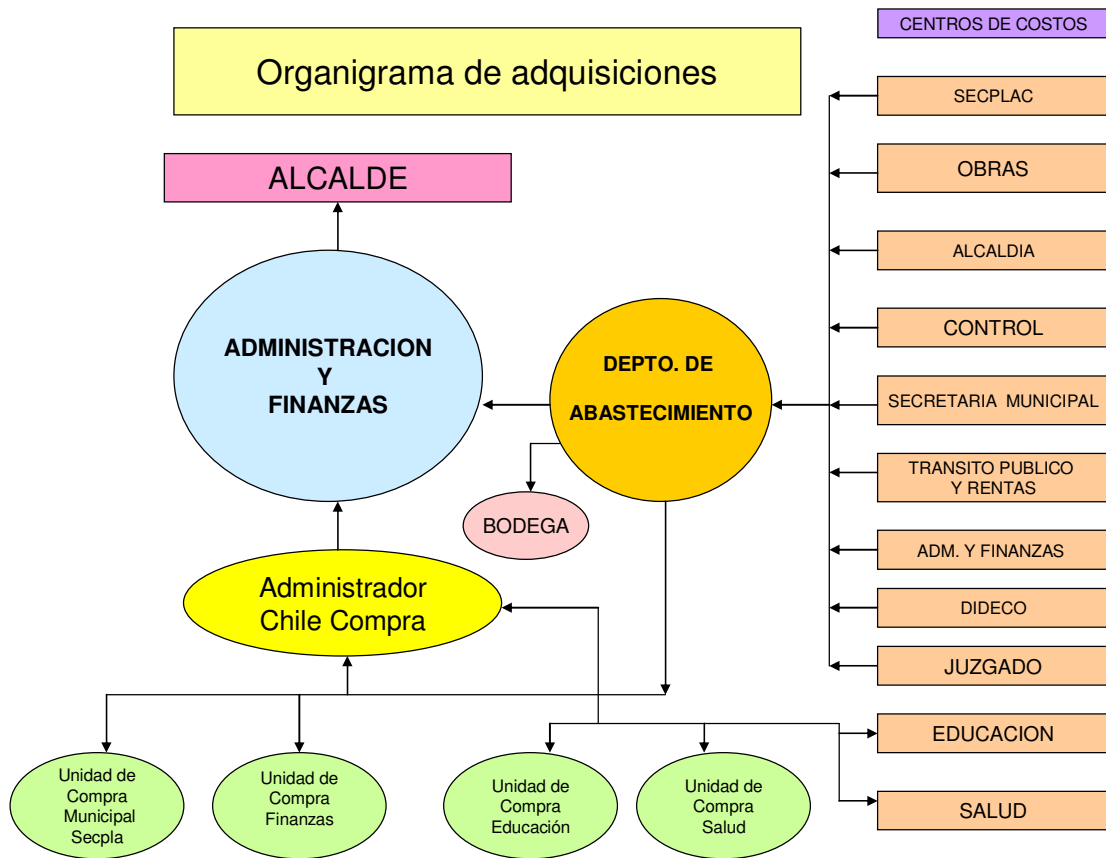 CENTROS DE COSTOS
Organigrama de adquisiciones
SECPLAC
OBRAS
ALCALDE
ALCALDIA
CONTROL
ADMINISTRACION
Y
FINANZAS
DEPTO. DE
ABASTECIMIENTO
SECRETARIA MUNICIPAL
TRANSITO PUBLICO
Y RENTAS
BODEGA
ADM. Y FINANZAS
Administrador
Chile Compra
DIDECO
JUZGADO
EDUCACION
SALUD
Unidad de
Compra
Municipal
Secpla
Unidad de
Compra
Finanzas
Unidad de
Compra
Educación
Unidad de
Compra
Salud